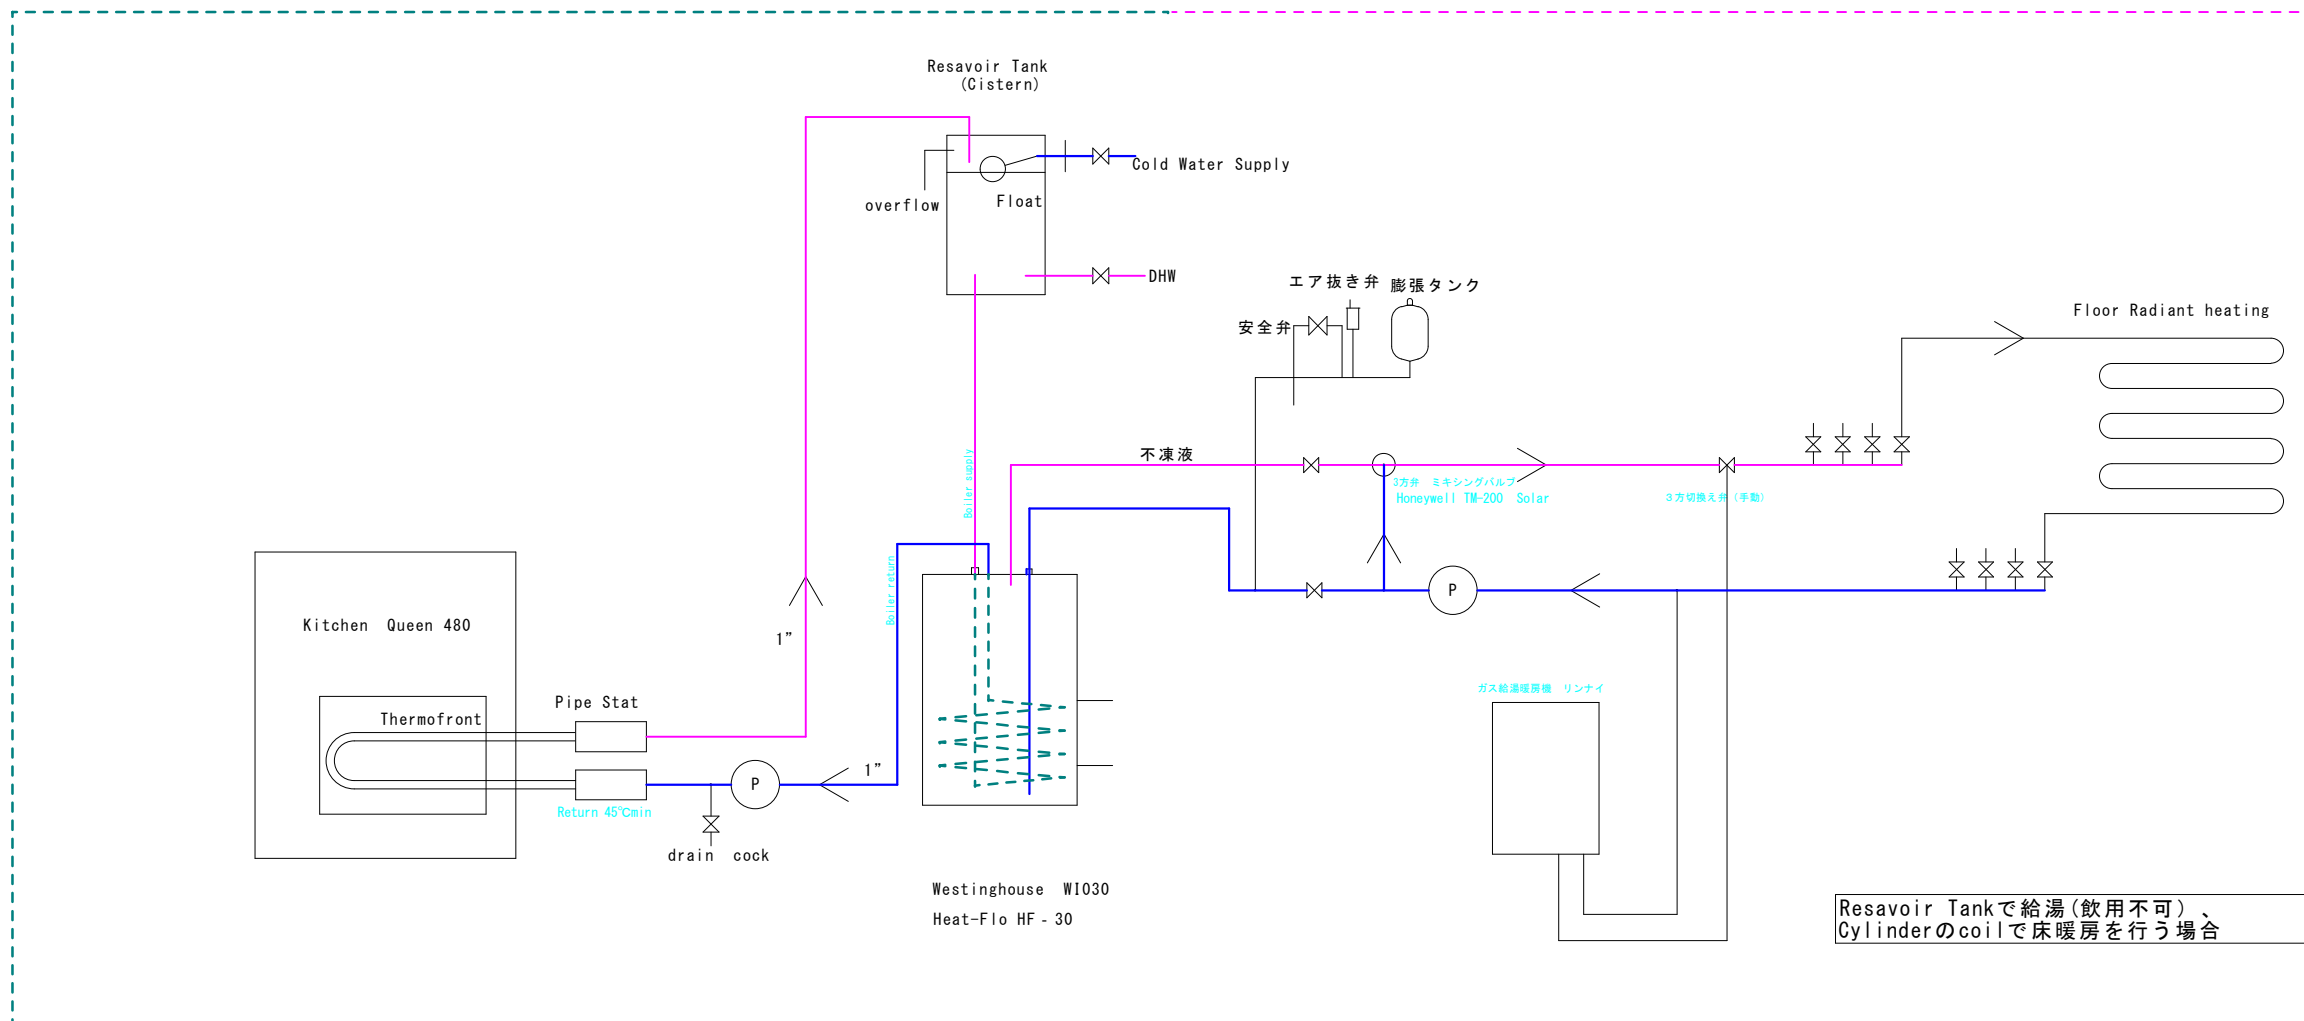 Resavoir Tank
(Cistern)
Cold Water Supply
overflow
Float
DHW
エア抜き弁
膨張タンク
安全弁
Floor Radiant heating
不凍液
Boiler supply
3方弁　ミキシングバルブ
Honeywell TM-200　Solar
３方切換え弁（手動）
Boiler return
Kitchen　Queen 480
1”
P
ガス給湯暖房機　リンナイ
Pipe Stat
Thermofront
1”
P
Return 45℃min
drain　cock
Westinghouse　WI030
Heat-Flo HF‐30
Resavoir Tankで給湯(飲用不可）、
Cylinderのcoilで床暖房を行う場合